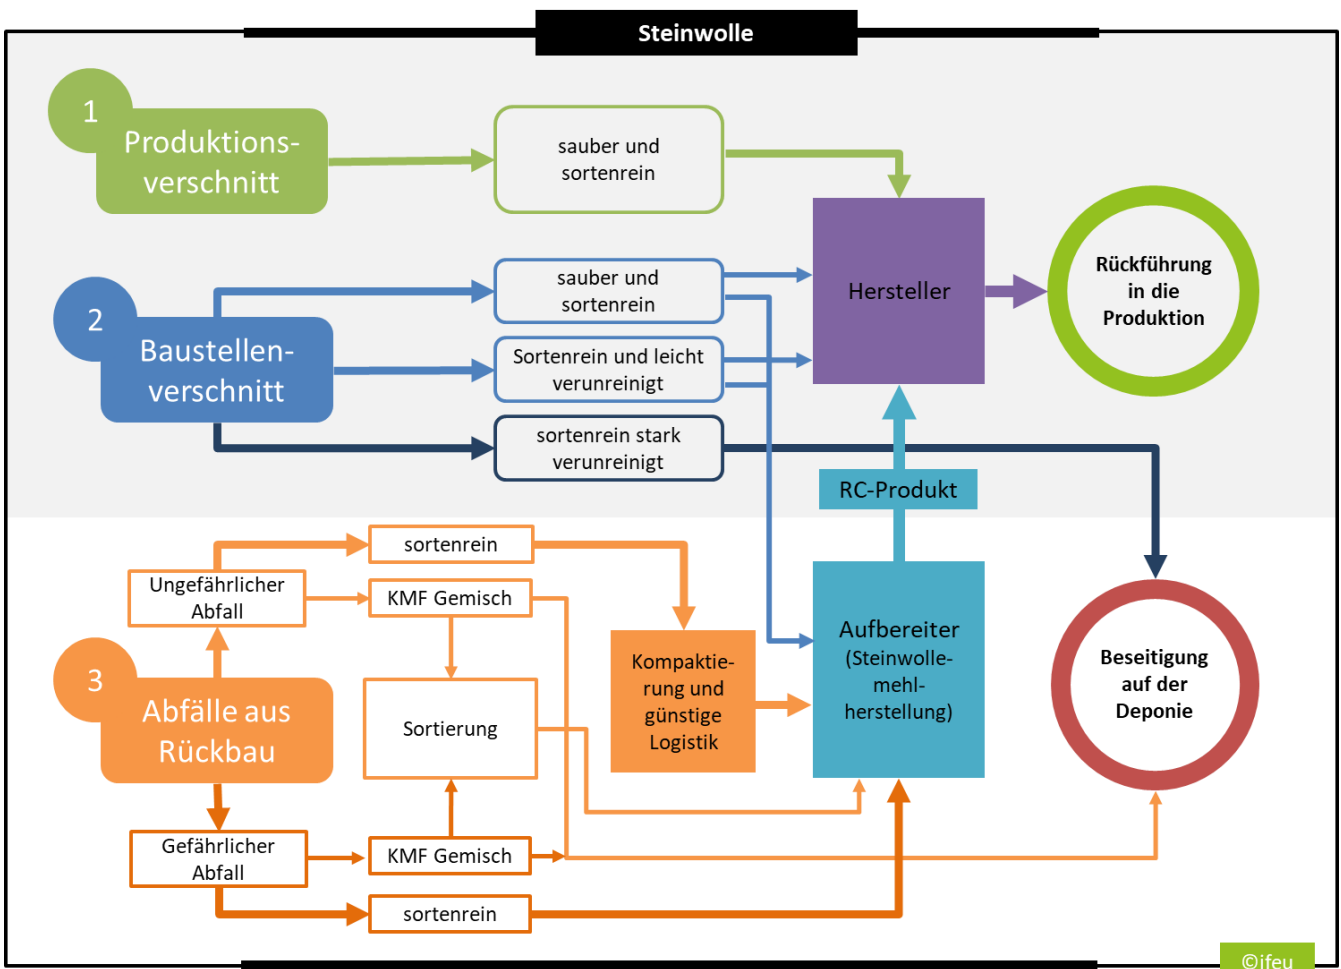 Steinwolle
1
Produktions-
verschnitt
sauber und
sortenrein
Hersteller
Rückführung
in die
Produktion
2
Baustellen-
verschnitt
sauber und
sortenrein
Sortenrein und leicht
verunreinigt
sortenrein stark
verunreinigt
RC-Produkt
3
Abfälle aus
Rückbau
Ungefährlicher
Abfall
sortenrein
KMF Gemisch
Sortierung
Kompaktie-
rung und
günstige
Logistik
Aufbereiter
(Steinwolle-
mehl-
herstellung)
Beseitigung
auf der
Deponie
Gefährlicher
Abfall
KMF Gemisch
sortenrein
©ifeu